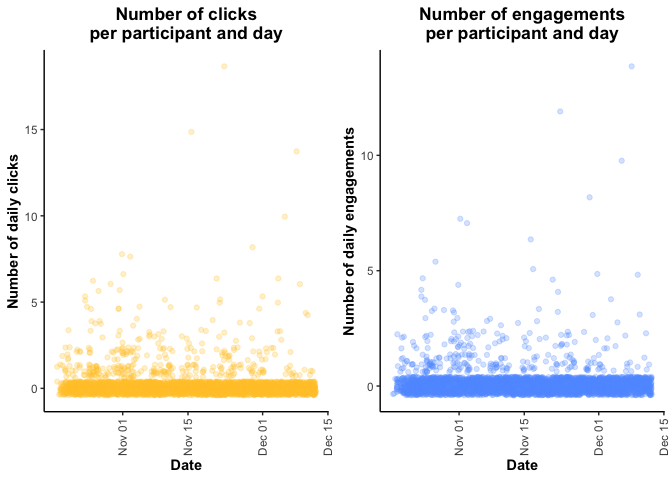 Number of clicks
per participant and day
Number of daily clicks
15
10
5
0
Nov 01
Nov 15
Dec 01
Dec 15
Date
Number of engagements
per participant and day
Number of daily engagements
10
5
0
Nov 01
Nov 15
Dec 01
Dec 15
Date